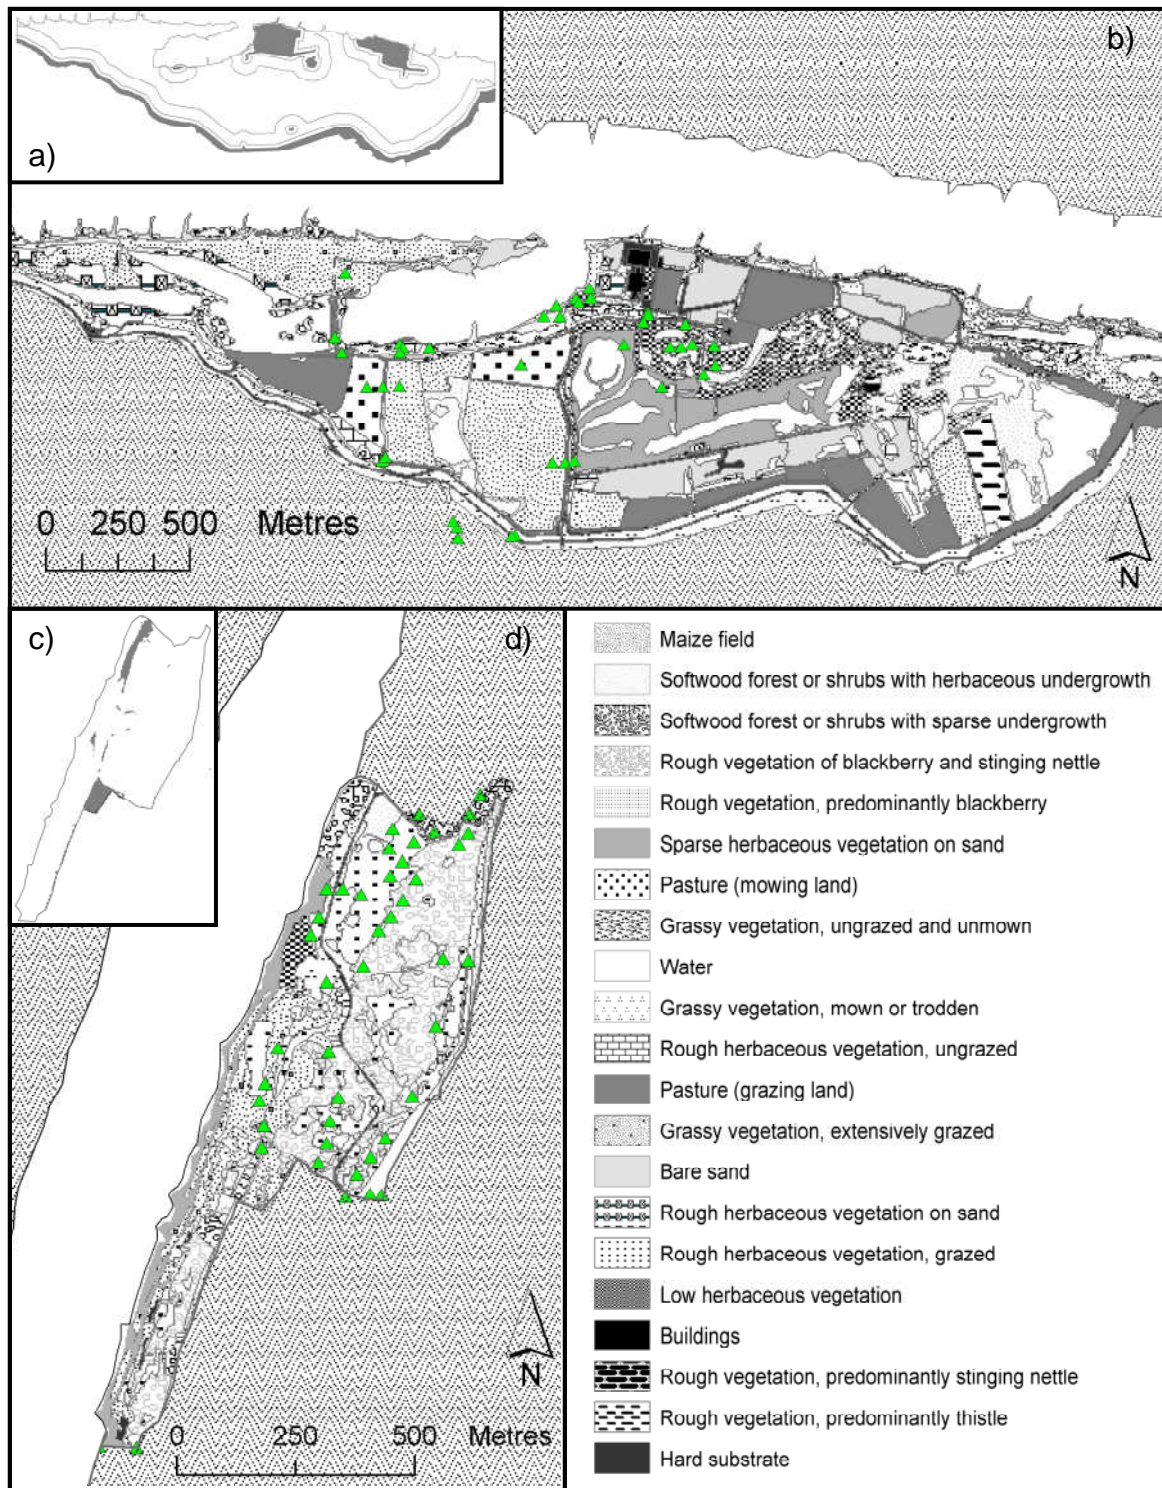 a)
b)
0 250 500 Metres
N
c)
d)
N
0 250 500 Metres
Maize field
Softwood forest or shrubs with herbaceous undergrowth
Softwood forest or shrubs with sparse undergrowth
Rough vegetation of blackberry and stinging nettle
Rough vegetation, predominantly blackberry
Sparse herbaceous vegetation on sand
Pasture (mowing land)
Grassy vegetation, ungrazed and unmown
Water
Grassy vegetation, mown or trodden
Rough herbaceous vegetation, ungrazed
Pasture (grazing land)
Grassy vegetation, extensively grazed
Bare sand
Rough herbaceous vegetation on sand
Rough herbaceous vegetation, grazed
Low herbaceous vegetation
Buildings
Rough vegetation, predominantly stinging nettle
Rough vegetation, predominantly thistle
Hard substrate